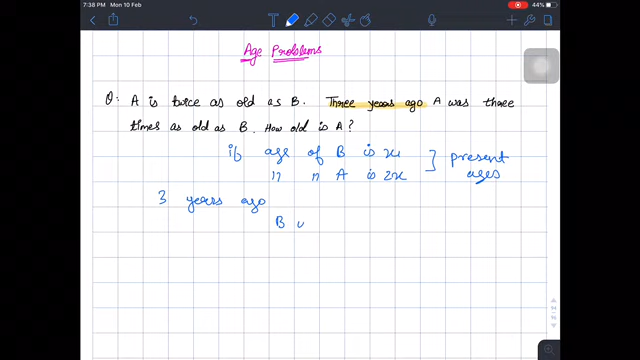 7:38 PM Mon 10 Feb
44%
Age Problems
Q: A is twice as old as B. Three years ago A was three
times as old as B. How old is A?
if age of B is x
" " A is 2x
} present ages
3 years ago
B